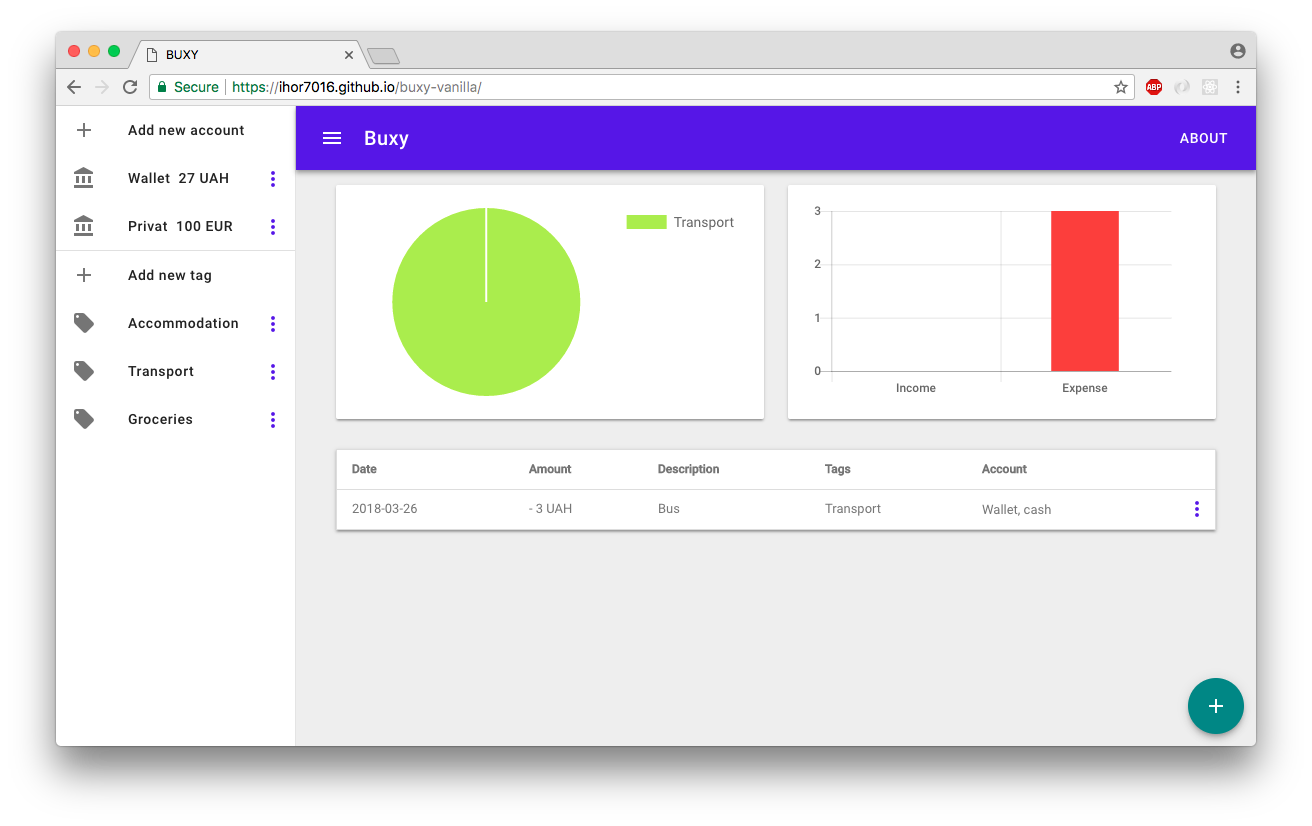 BUXY
Secure https://ihor7016.github.io/buxy-vanilla/
ABP
Add new account
Wallet 27 UAH
Privat 100 EUR
Add new tag
Accommodation
Transport
Groceries
Buxy
ABOUT
Transport
3
2
1
0
Income Expense
Date Amount Description Tags Account
2018-03-26 - 3 UAH Bus Transport Wallet, cash